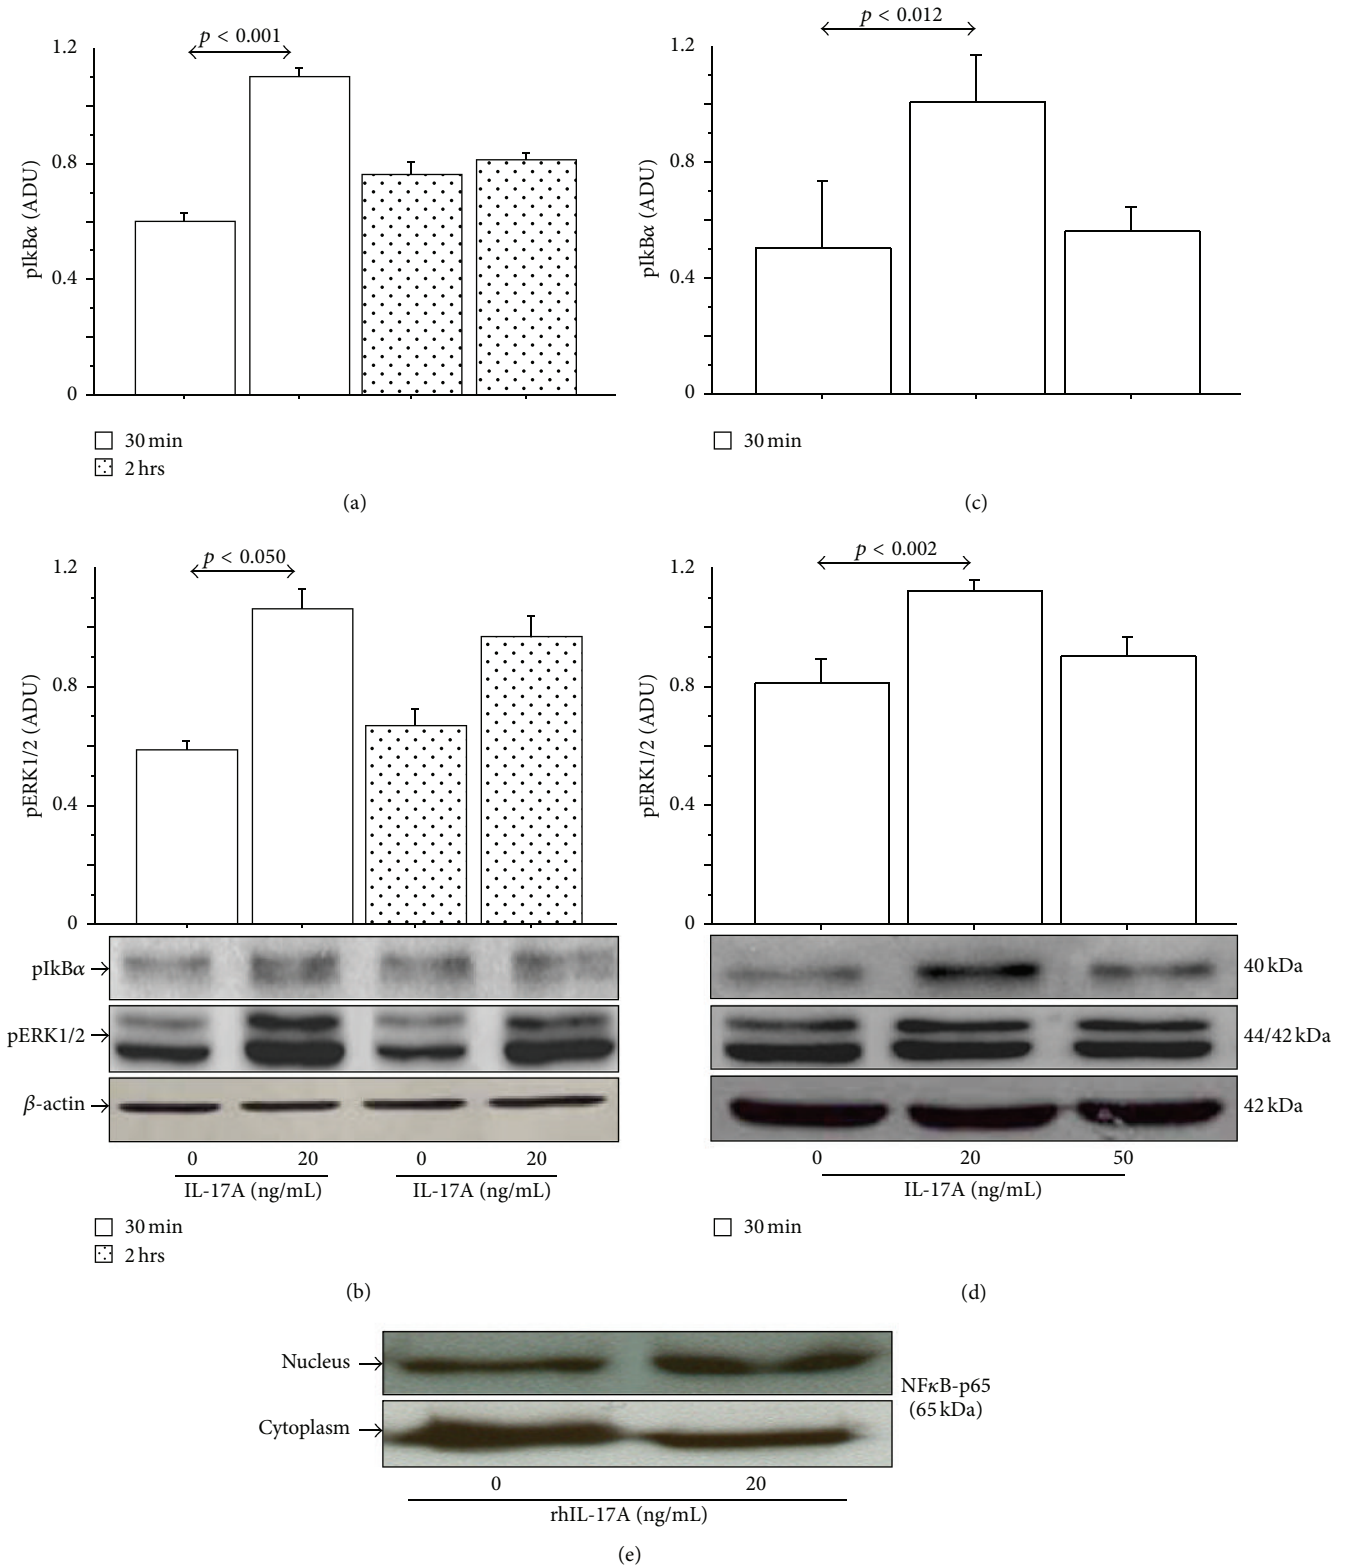 p < 0.001
1.2
0.8
0.4
0
pIkBα (ADU)
30 min
2 hrs
(a)
p < 0.012
1.2
0.8
0.4
0
pIkBα (ADU)
30 min
(c)
p < 0.050
1.2
0.8
0.4
0
pERK1/2 (ADU)
pIkBα
pERK1/2
β-actin
0 20 0 20
IL-17A (ng/mL) IL-17A (ng/mL)
30 min
2 hrs
(b)
p < 0.002
1.2
0.8
0.4
0
pERK1/2 (ADU)
40 kDa
44/42 kDa
42 kDa
0 20 50
IL-17A (ng/mL)
30 min
(d)
Nucleus
Cytoplasm
NFκB-p65
(65 kDa)
0 20
rhIL-17A (ng/mL)
(e)